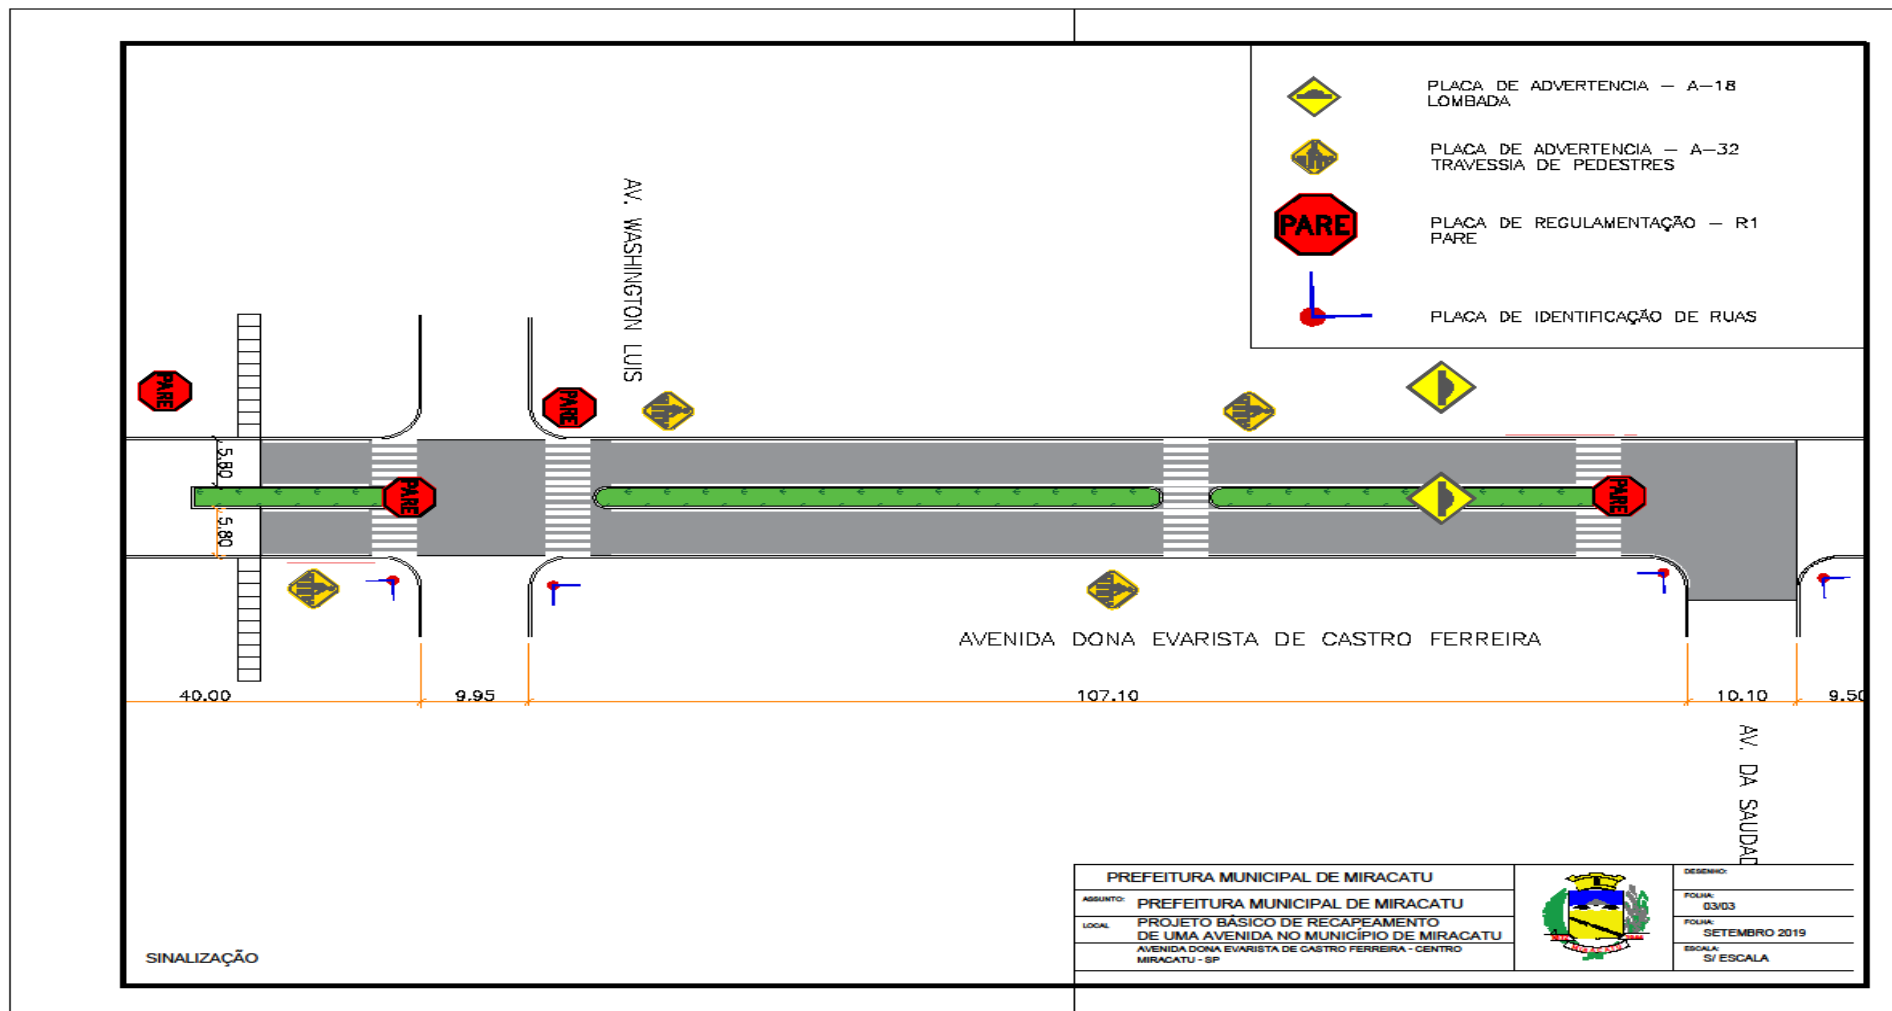 PLACA DE ADVERTENCIA – A-18
LOMBADA
PLACA DE ADVERTENCIA – A-32
TRAVESSIA DE PEDESTRES
PARE
PLACA DE REGULAMENTAÇÃO – R1
PARE
PLACA DE IDENTIFICAÇÃO DE RUAS
AV. WASHINGTON LUIS
PARE
PARE
5.80
PARE
PARE
5.80
AVENIDA DONA EVARISTA DE CASTRO FERREIRA
40.00
9.95
107.10
10.10
9.50
AV. DA SAUDAD
PREFEITURA MUNICIPAL DE MIRACATU
ASSUNTO: PREFEITURA MUNICIPAL DE MIRACATU
LOCAL PROJETO BÁSICO DE RECAPEAMENTO
DE UMA AVENIDA NO MUNICÍPIO DE MIRACATU
AVENIDA DONA EVARISTA DE CASTRO FERREIRA - CENTRO
MIRACATU - SP
DESENHO:
FOLHA:
03/03
FOLHA:
SETEMBRO 2019
ESCALA:
S/ ESCALA
SINALIZAÇÃO